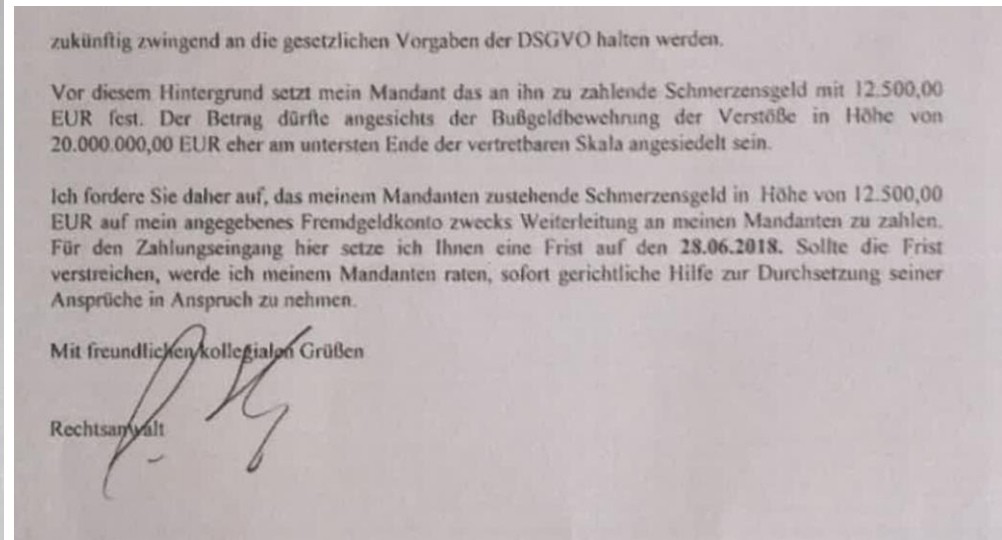 zukünftig zwingend an die gesetzlichen Vorgaben der DSGVO halten werden.
Vor diesem Hintergrund setzt mein Mandant das an ihn zu zahlende Schmerzensgeld mit 12.500,00
EUR fest. Der Betrag dürfte angesichts der Bußgeldbewehrung der Verstöße in Höhe von
20.000.000,00 EUR eher am untersten Ende der vertretbaren Skala angesiedelt sein.
Ich fordere Sie daher auf, das meinem Mandanten zustehende Schmerzensgeld in Höhe von 12.500,00
EUR auf mein angegebenes Fremdgeldkonto zwecks Weiterleitung an meinen Mandanten zu zahlen.
Für den Zahlungseingang hier setze ich Ihnen eine Frist auf den 28.06.2018. Sollte die Frist
verstreichen, werde ich meinem Mandanten raten, sofort gerichtliche Hilfe zur Durchsetzung seiner
Ansprüche in Anspruch zu nehmen.
Mit freundlichen kollegialen Grüßen
Rechtsanwalt